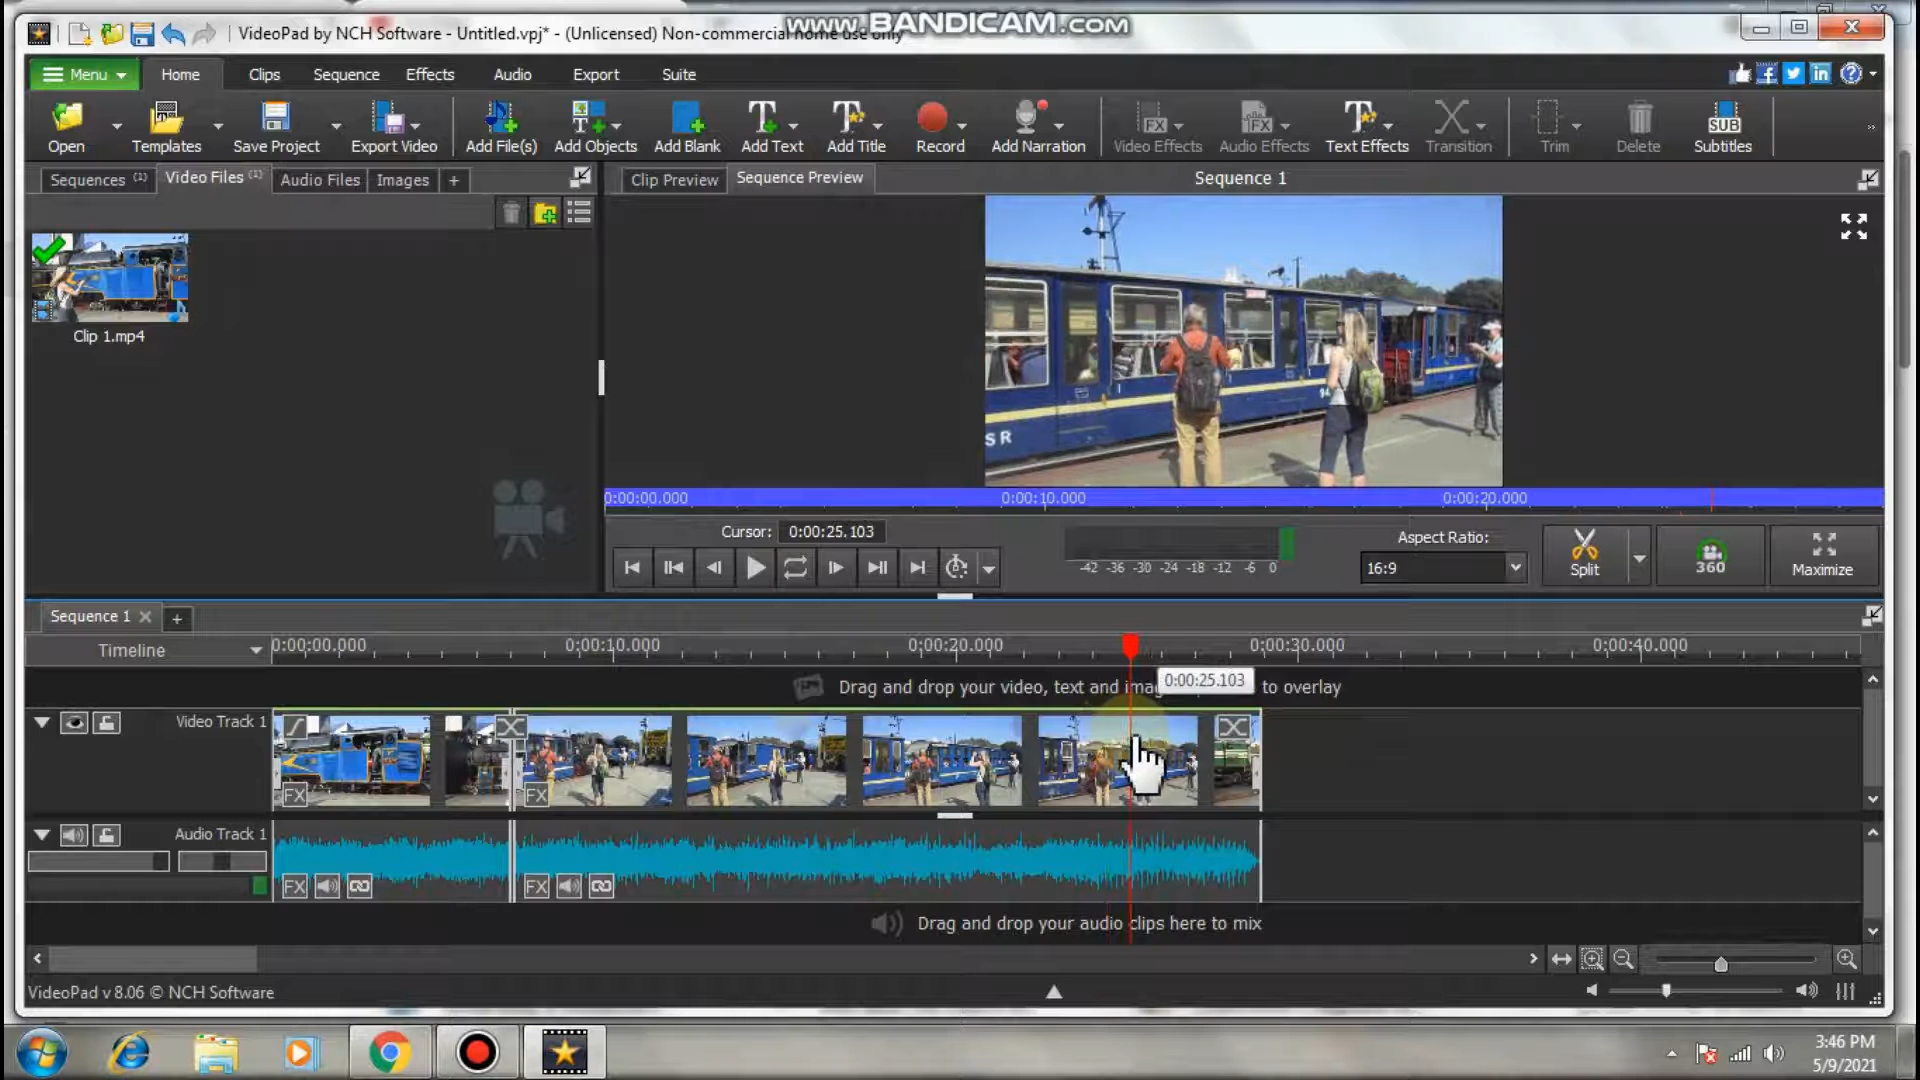 www.BANDICAM.com
VideoPad by NCH Software - Untitled.vpj* - (Unlicensed) Non-commercial home use only
Menu
Home
Clips
Sequence
Effects
Audio
Export
Suite
Open
Templates
Save Project
Export Video
Add File(s)
Add Objects
Add Blank
Add Text
Add Title
Record
Add Narration
Video Effects
Audio Effects
Text Effects
Transition
Trim
Delete
SUB
Subtitles
Sequences (1)
Video Files (1)
Audio Files
Images
+
Clip Preview
Sequence Preview
Sequence 1
Clip 1.mp4
SR
0:00:00.000
0:00:10.000
0:00:20.000
Cursor: 0:00:25.103
-42 -36 -30 -24 -18 -12 -6 0
Aspect Ratio:
16:9
Split
360
Maximize
Sequence 1
+
Timeline
0:00:00.000
0:00:10.000
0:00:20.000
0:00:30.000
0:00:40.000
Drag and drop your video, text and
0:00:25.103
to overlay
Video Track 1
FX
FX
Audio Track 1
FX
FX
Drag and drop your audio clips here to mix
VideoPad v 8.06 © NCH Software
3:46 PM
5/9/2021